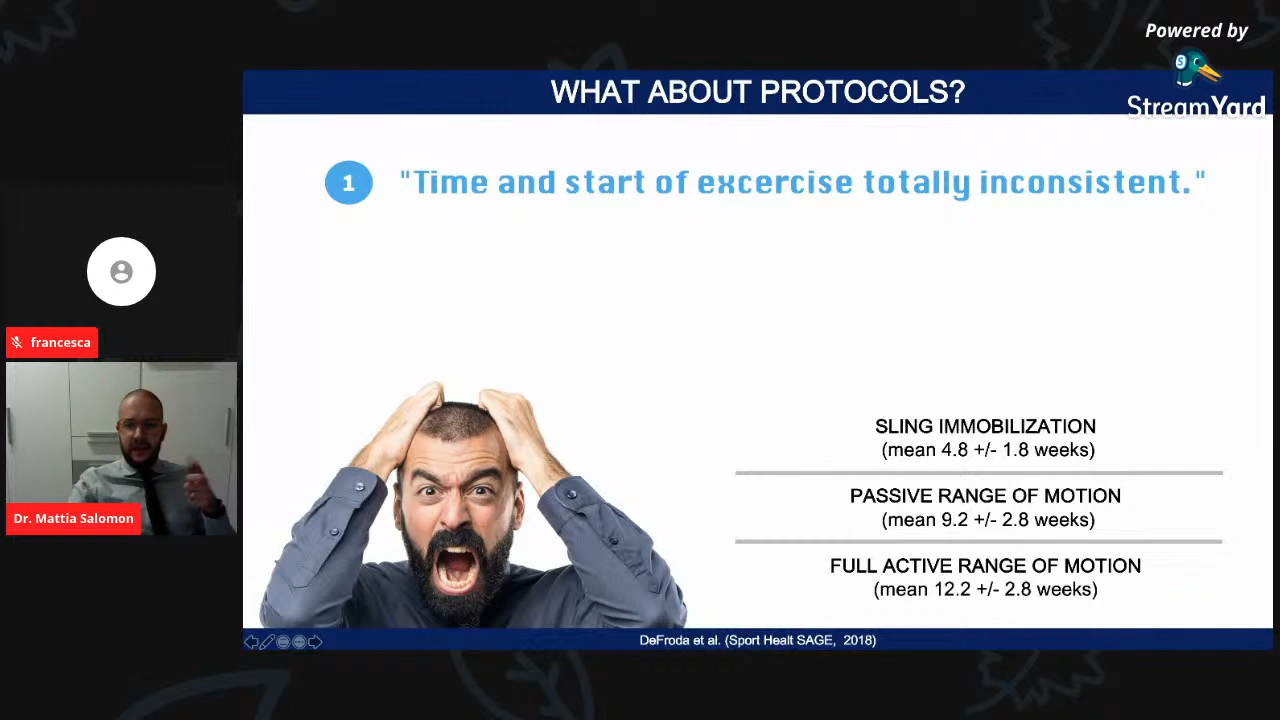 Powered by
StreamYard
WHAT ABOUT PROTOCOLS?
1
"Time and start of excercise totally inconsistent."
francesca
Dr. Mattia Salomon
SLING IMMOBILIZATION
(mean 4.8 +/- 1.8 weeks)
PASSIVE RANGE OF MOTION
(mean 9.2 +/- 2.8 weeks)
FULL ACTIVE RANGE OF MOTION
(mean 12.2 +/- 2.8 weeks)
DeFroda et al. (Sport Healt SAGE, 2018)